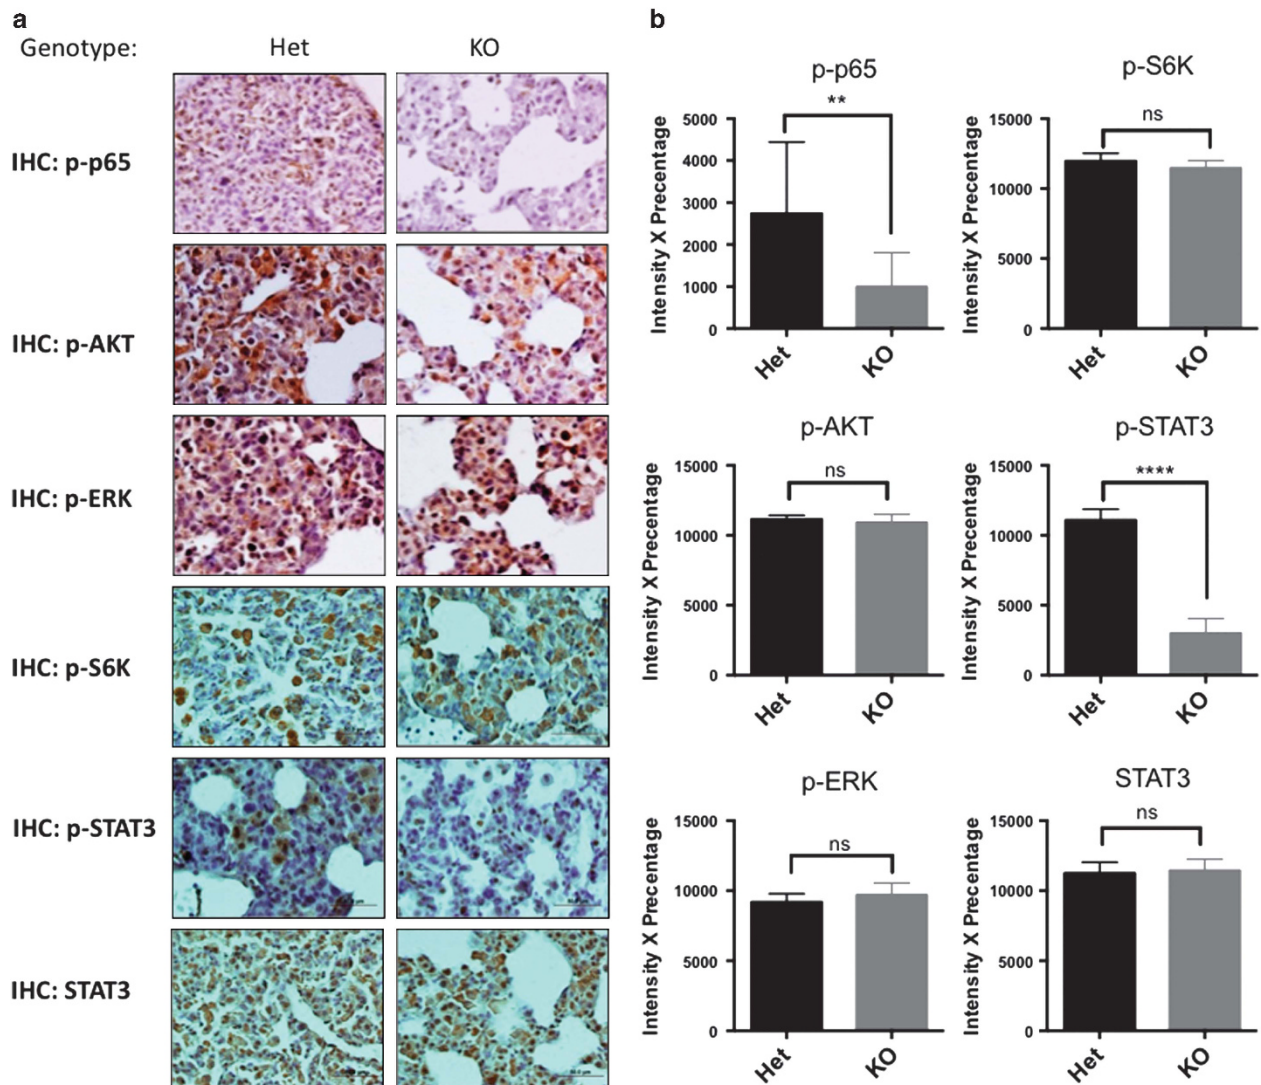 a
Genotype: Het KO
IHC: p-p65
IHC: p-AKT
IHC: p-ERK
IHC: p-S6K
IHC: p-STAT3
IHC: STAT3
b
p-p65
**
Intensity X Precentage
5000
4000
3000
2000
1000
0
Het KO
p-S6K
ns
Intensity X Precentage
15000
10000
5000
0
Het KO
p-AKT
ns
Intensity X Precentage
15000
10000
5000
0
Het KO
p-STAT3
****
Intensity X Precentage
15000
10000
5000
0
Het KO
p-ERK
ns
Intensity X Precentage
15000
10000
5000
0
Het KO
STAT3
ns
Intensity X Precentage
15000
10000
5000
0
Het KO